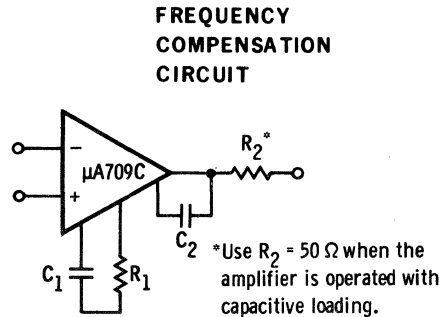 FREQUENCY
COMPENSATION
CIRCUIT
R2*
−
μA709C
+
C2
C1
R1
*Use R2 = 50 Ω when the
amplifier is operated with
capacitive loading.